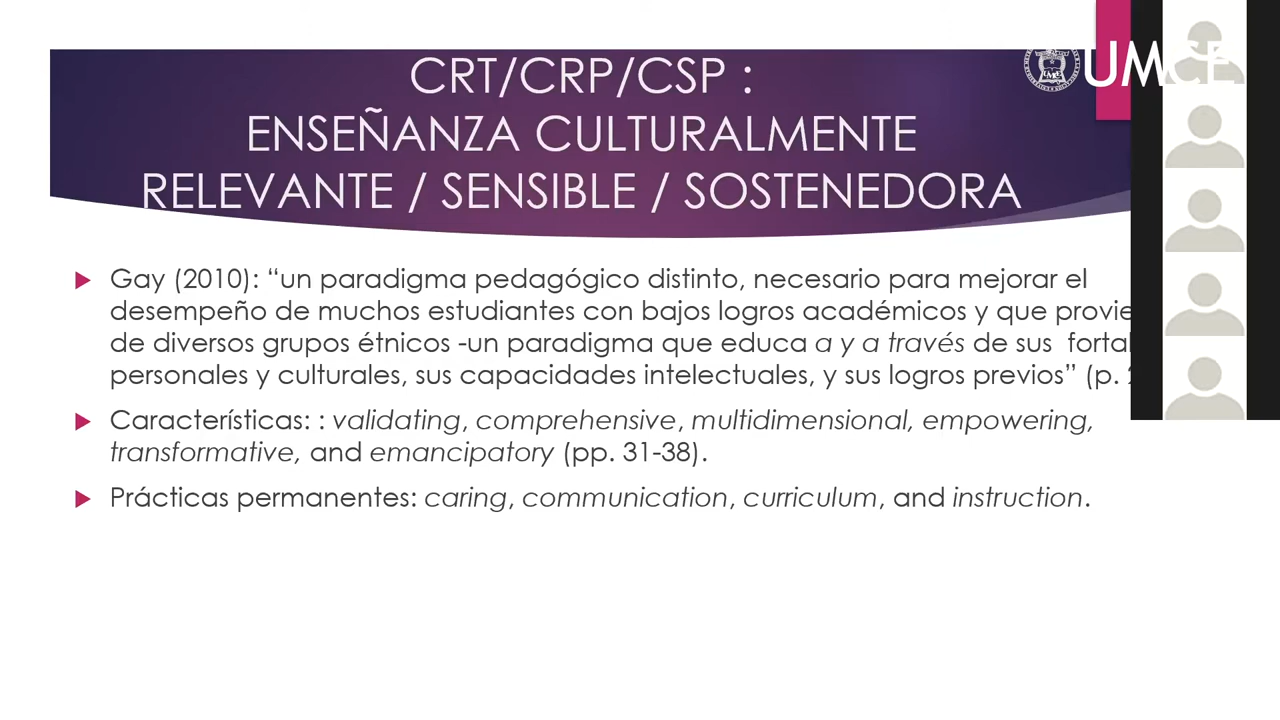 CRT/CRP/CSP :
ENSEÑANZA CULTURALMENTE
RELEVANTE / SENSIBLE / SOSTENEDORA
UMCE
Gay (2010): “un paradigma pedagógico distinto, necesario para mejorar el
desempeño de muchos estudiantes con bajos logros académicos y que
de diversos grupos étnicos -un paradigma que educa a y a través de sus
personales y culturales, sus capacidades intelectuales, y sus logros previos” (p.
Características: : validating, comprehensive, multidimensional, empowering,
transformative, and emancipatory (pp. 31-38).
Prácticas permanentes: caring, communication, curriculum, and instruction.